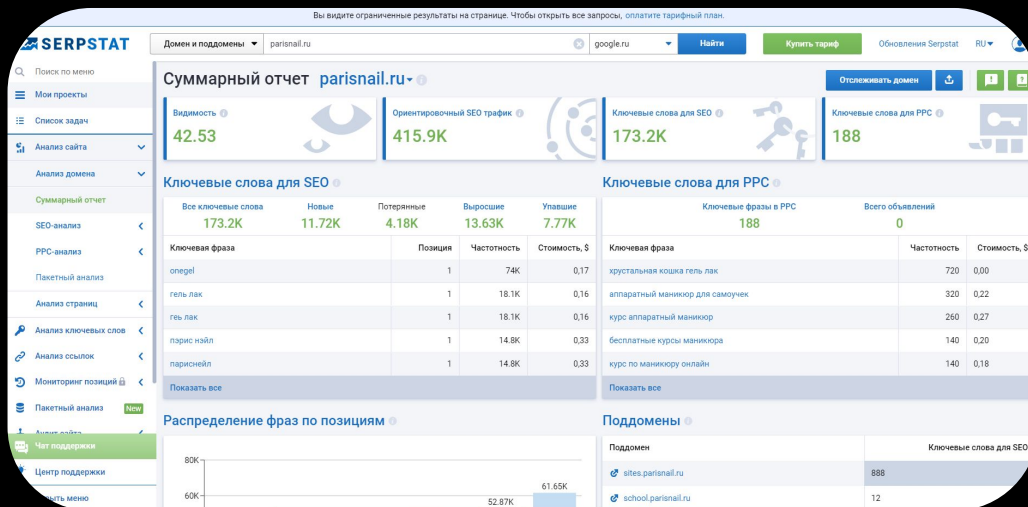 Вы видите ограниченные результаты на странице. Чтобы открыть все запросы, оплатите тарифный план.
SERPSTAT
Домен и поддомены
parisnail.ru
google.ru
Найти
Купить тариф
Обновления Serpstat
RU
Поиск по меню
Мои проекты
Список задач
Анализ сайта
Анализ домена
Суммарный отчет
SEO-анализ
PPC-анализ
Пакетный анализ
Анализ страниц
Анализ ключевых слов
Анализ ссылок
Мониторинг позиций
Пакетный анализ New
Аудит сайта
Чат поддержки
Центр поддержки
ыть меню
Суммарный отчет parisnail.ru
Отслеживать домен
Видимость
42.53
Ориентировочный SEO трафик
415.9K
Ключевые слова для SEO
173.2K
Ключевые слова для PPC
188
Ключевые слова для SEO
Все ключевые слова Новые Потерянные Выросшие Упавшие
173.2K 11.72K 4.18K 13.63K 7.77K
Ключевая фраза Позиция Частотность Стоимость, $
onegel 1 74K 0,17
гель лак 1 18.1K 0,16
геь лак 1 18.1K 0,16
пэрис нэйл 1 14.8K 0,33
париснейл 1 14.8K 0,33
Показать все
Ключевые слова для PPC
Ключевые фразы в PPC Всего объявлений
188 0
Ключевая фраза Частотность Стоимость, $
хрустальная кошка гель лак 720 0,00
аппаратный маникюр для самоучек 320 0,22
курс аппаратный маникюр 260 0,27
бесплатные курсы маникюра 140 0,20
курс по маникюру онлайн 140 0,18
Показать все
Распределение фраз по позициям
80K
60K
52.87K
61.65K
Поддомены
Поддомен Ключевые слова для SEO
sites.parisnail.ru 888
school.parisnail.ru 12